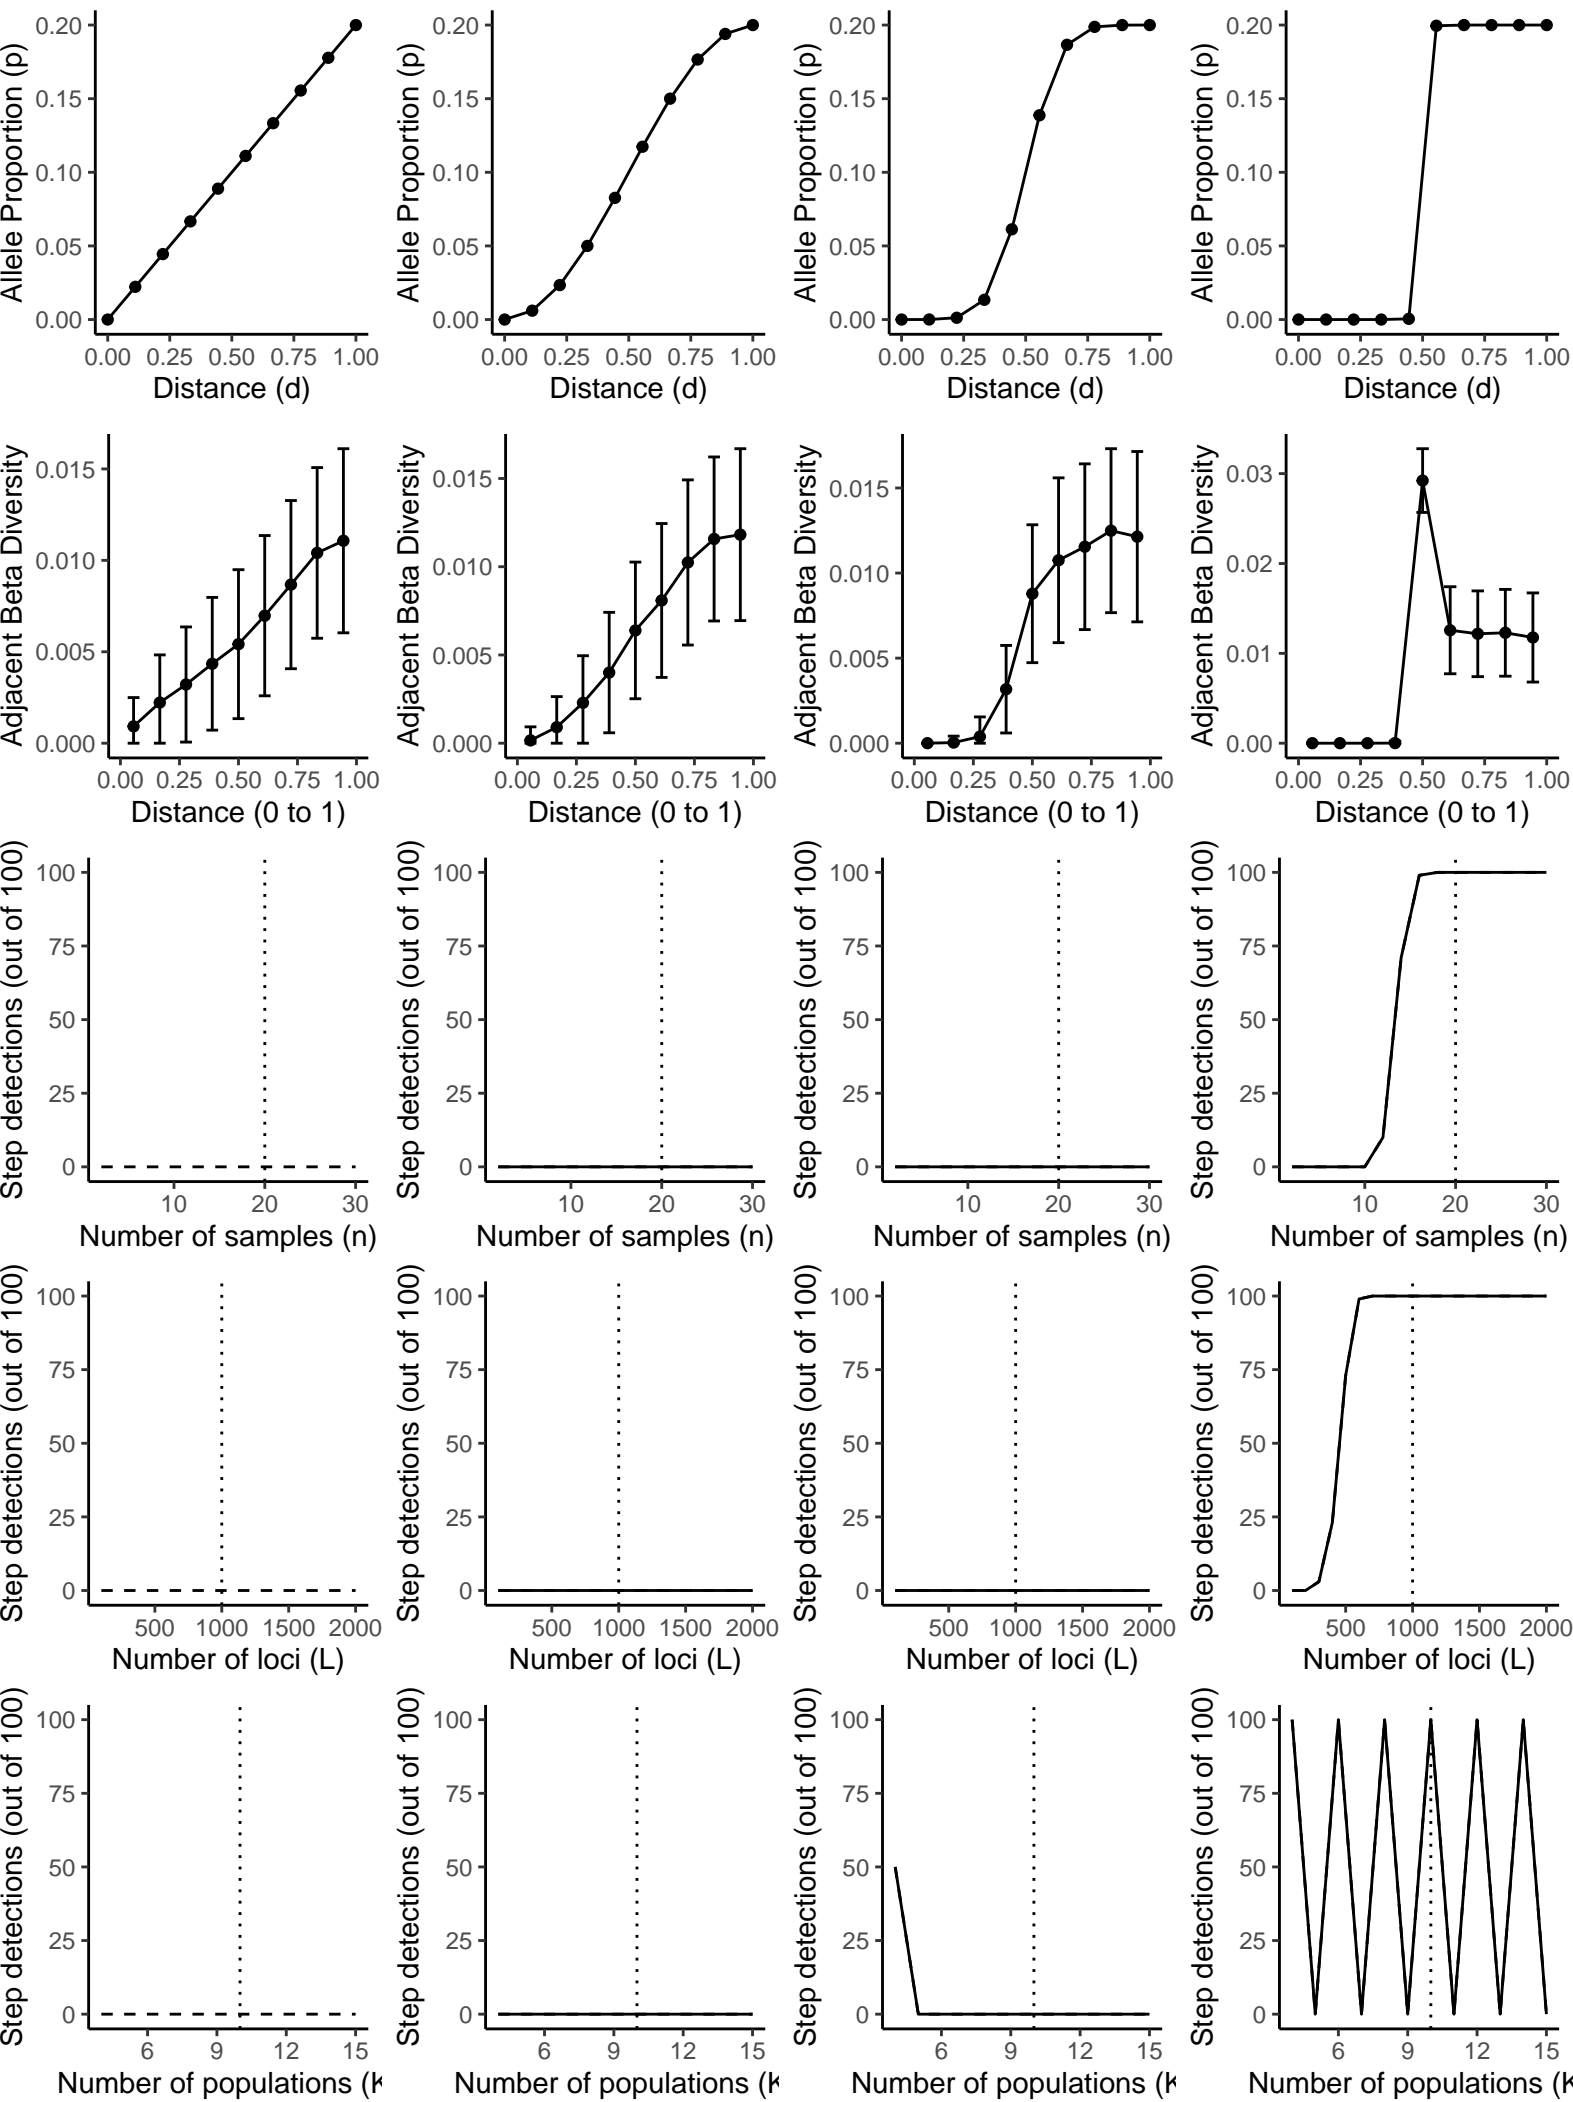 Allele Proportion (p)
0.20
0.15
0.10
0.05
0.00
0.00 0.25 0.50 0.75 1.00
Distance (d)
Allele Proportion (p)
0.20
0.15
0.10
0.05
0.00
0.00 0.25 0.50 0.75 1.00
Distance (d)
Allele Proportion (p)
0.20
0.15
0.10
0.05
0.00
0.00 0.25 0.50 0.75 1.00
Distance (d)
Allele Proportion (p)
0.20
0.15
0.10
0.05
0.00
0.00 0.25 0.50 0.75 1.00
Distance (d)
Adjacent Beta Diversity
0.015
0.010
0.005
0.000
0.00 0.25 0.50 0.75 1.00
Distance (0 to 1)
Adjacent Beta Diversity
0.015
0.010
0.005
0.000
0.00 0.25 0.50 0.75 1.00
Distance (0 to 1)
Adjacent Beta Diversity
0.015
0.010
0.005
0.000
0.00 0.25 0.50 0.75 1.00
Distance (0 to 1)
Adjacent Beta Diversity
0.03
0.02
0.01
0.00
0.00 0.25 0.50 0.75 1.00
Distance (0 to 1)
Step detections (out of 100)
100
75
50
25
0
10 20 30
Number of samples (n)
Step detections (out of 100)
100
75
50
25
0
10 20 30
Number of samples (n)
Step detections (out of 100)
100
75
50
25
0
10 20 30
Number of samples (n)
Step detections (out of 100)
100
75
50
25
0
10 20 30
Number of samples (n)
Step detections (out of 100)
100
75
50
25
0
500 1000 1500 2000
Number of loci (L)
Step detections (out of 100)
100
75
50
25
0
500 1000 1500 2000
Number of loci (L)
Step detections (out of 100)
100
75
50
25
0
500 1000 1500 2000
Number of loci (L)
Step detections (out of 100)
100
75
50
25
0
500 1000 1500 2000
Number of loci (L)
Step detections (out of 100)
100
75
50
25
0
6 9 12 15
Number of populations (K
Step detections (out of 100)
100
75
50
25
0
6 9 12 15
Number of populations (K
Step detections (out of 100)
100
75
50
25
0
6 9 12 15
Number of populations (K
Step detections (out of 100)
100
75
50
25
0
6 9 12 15
Number of populations (K